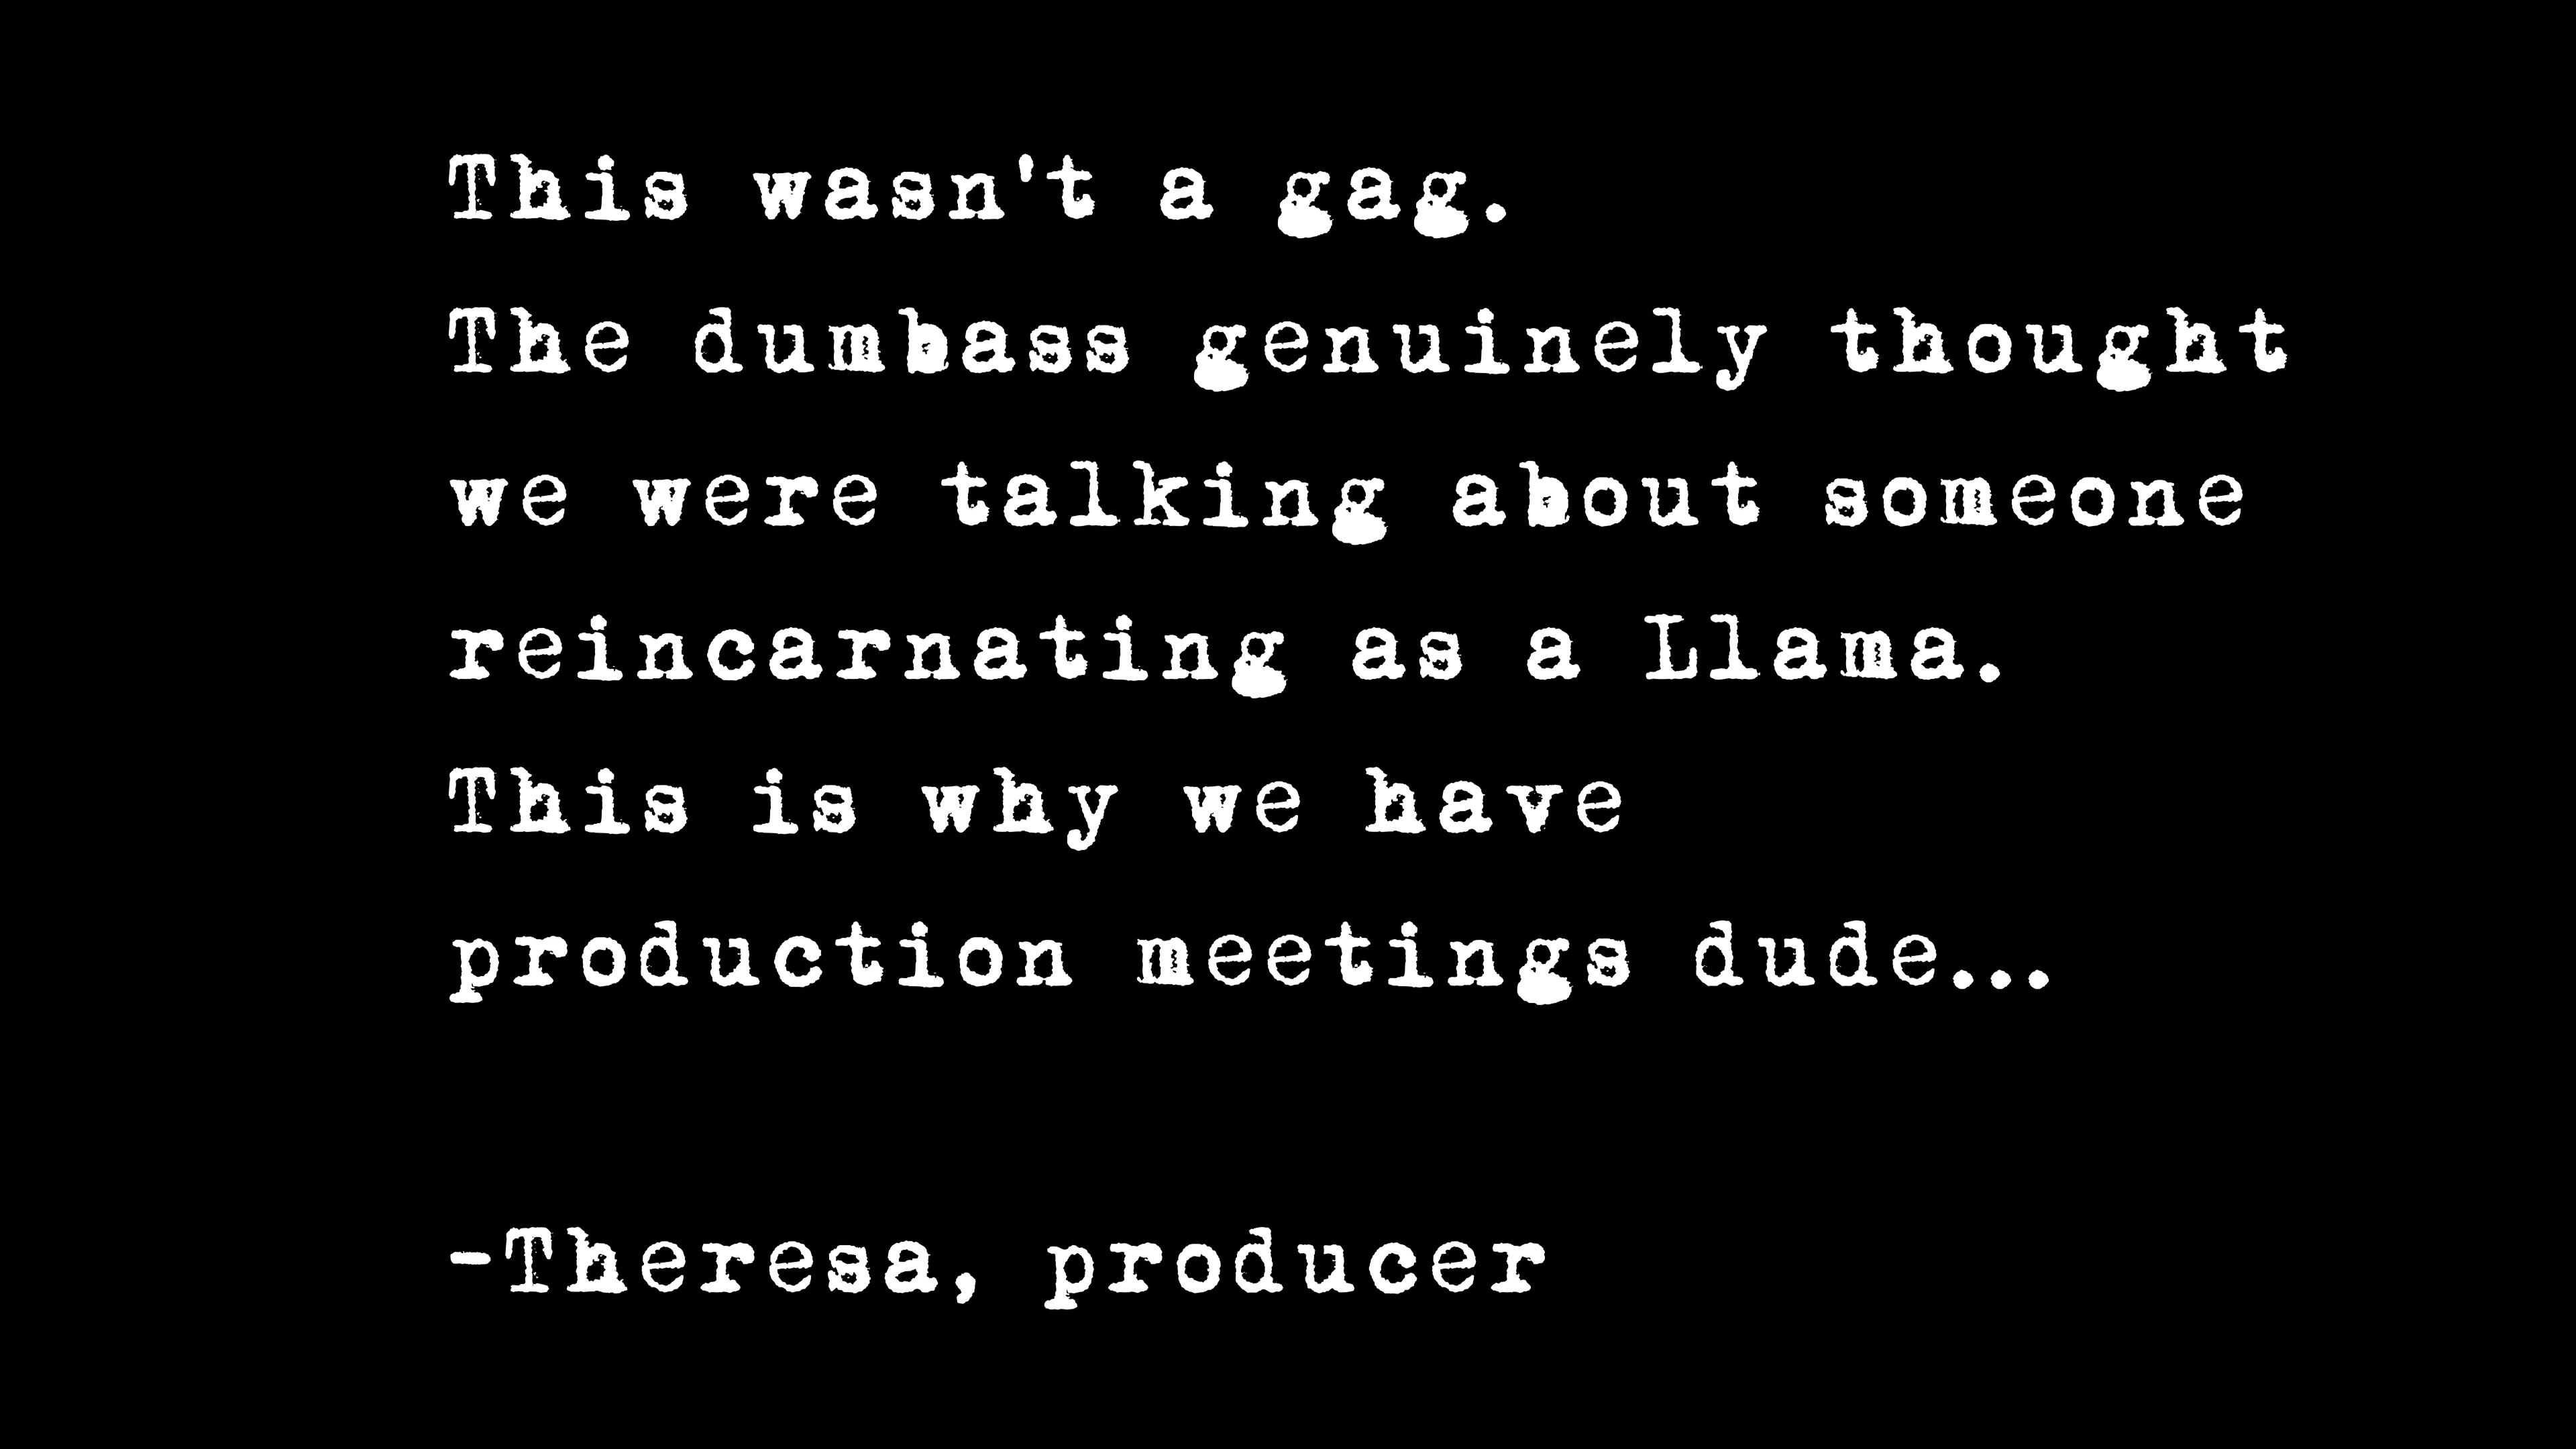 This wasn't a gag.
The dumbass genuinely thought
we were talking about someone
reincarnating as a Llama.
This is why we have
production meetings dude...
-Theresa, producer